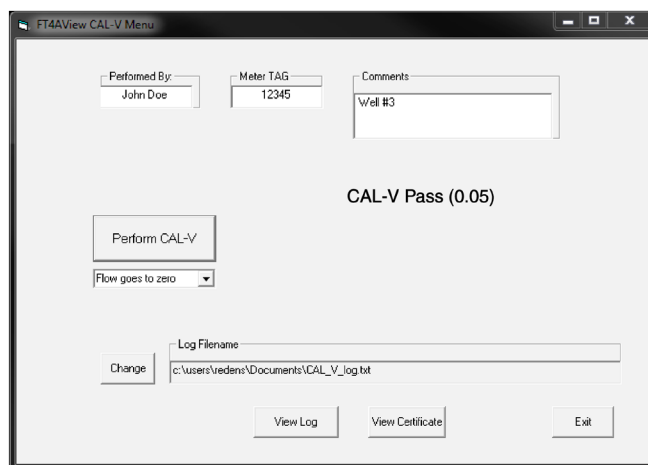 FT4AView CAL-V Menu
Performed By:
John Doe
Meter TAG
12345
Comments
Well #3
CAL-V Pass (0.05)
Perform CAL-V
Flow goes to zero
Log Filename
Change
c:\users\redens\Documents\CAL_V_log.txt
View Log
View Certificate
Exit